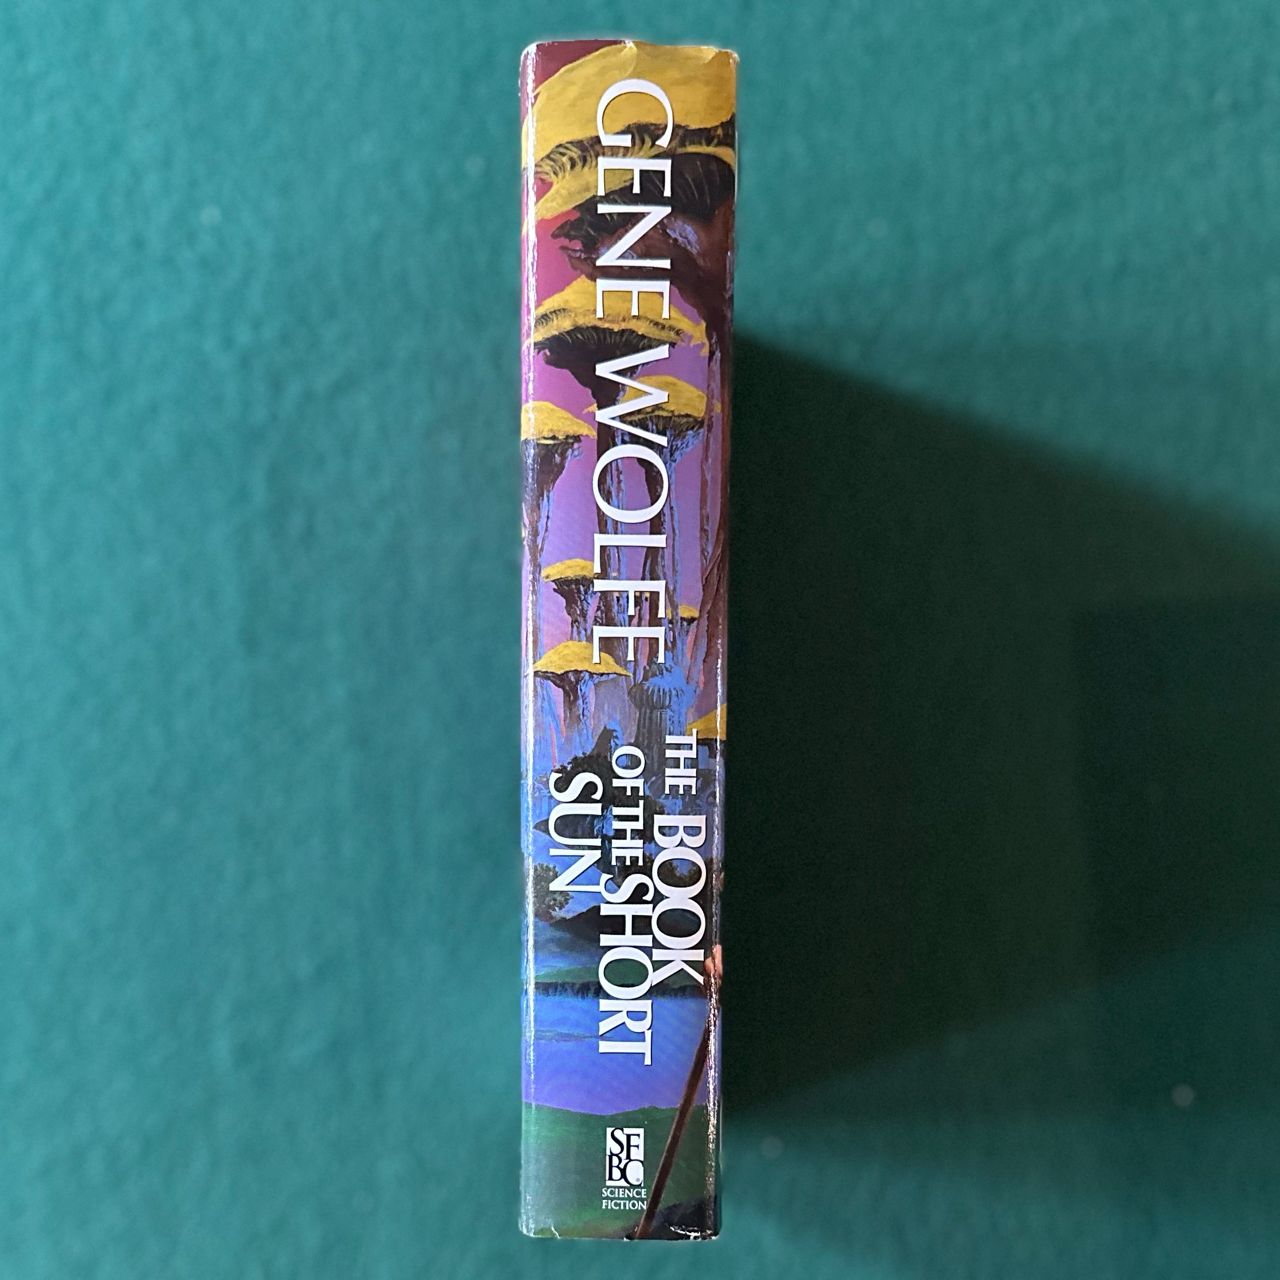 GENE WOLFE
THE BOOK
OF THE SHORT
SUN
SF
BC
SCIENCE
FICTION